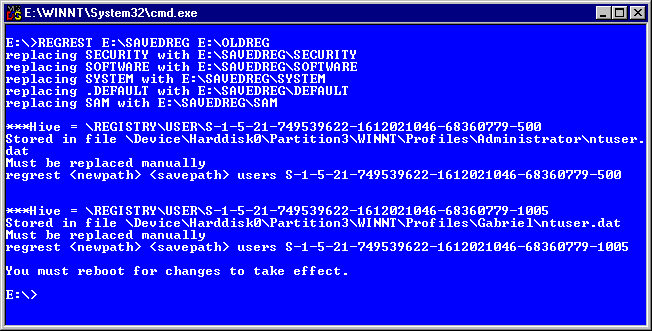 E:\WINNT\System32\cmd.exe
E:\>REGREST E:\SAVEDREG E:\OLDREG
replacing SECURITY with E:\SAVEDREG\SECURITY
replacing SOFTWARE with E:\SAVEDREG\SOFTWARE
replacing SYSTEM with E:\SAVEDREG\SYSTEM
replacing .DEFAULT with E:\SAVEDREG\DEFAULT
replacing SAM with E:\SAVEDREG\SAM
***Hive = \REGISTRY\USER\S-1-5-21-749539622-1612021046-68360779-500
Stored in file \Device\Harddisk0\Partition3\WINNT\Profiles\Administrator\ntuser.
dat
Must be replaced manually
regrest <newpath> <savepath> users S-1-5-21-749539622-1612021046-68360779-500
***Hive = \REGISTRY\USER\S-1-5-21-749539622-1612021046-68360779-1005
Stored in file \Device\Harddisk0\Partition3\WINNT\Profiles\Gabriel\ntuser.dat
Must be replaced manually
regrest <newpath> <savepath> users S-1-5-21-749539622-1612021046-68360779-1005
You must reboot for changes to take effect.
E:\>